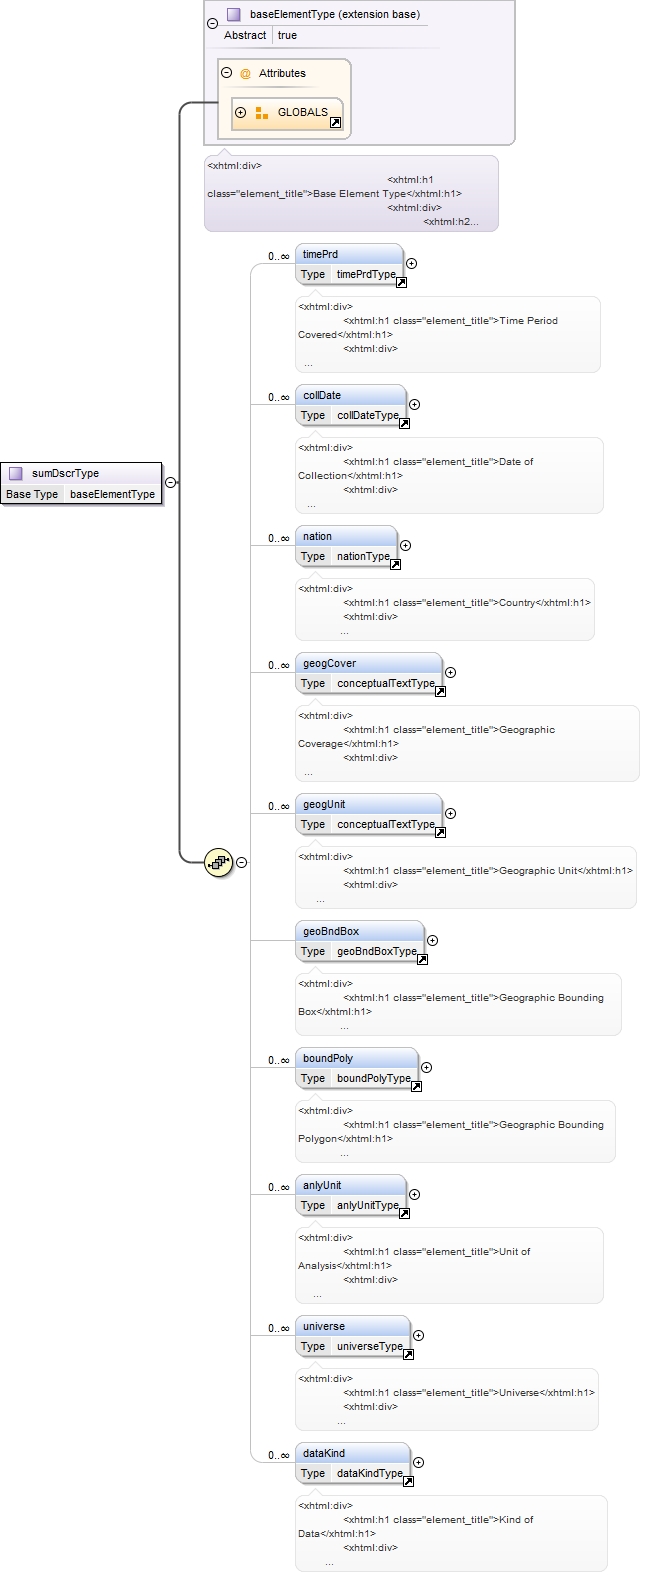 baseElementType (extension base)
Abstract true
@ Attributes
GLOBALS
<xhtml:div>
<xhtml:h1
class="element_title">Base Element Type</xhtml:h1>
<xhtml:div>
<xhtml:h2...
0..∞ timePrd
Type timePrdType
<xhtml:div>
<xhtml:h1 class="element_title">Time Period
Covered</xhtml:h1>
<xhtml:div>
...
0..∞ collDate
Type collDateType
<xhtml:div>
<xhtml:h1 class="element_title">Date of
Collection</xhtml:h1>
<xhtml:div>
...
sumDscrType
Base Type baseElementType
0..∞ nation
Type nationType
<xhtml:div>
<xhtml:h1 class="element_title">Country</xhtml:h1>
<xhtml:div>
...
0..∞ geogCover
Type conceptualTextType
<xhtml:div>
<xhtml:h1 class="element_title">Geographic
Coverage</xhtml:h1>
<xhtml:div>
...
0..∞ geogUnit
Type conceptualTextType
<xhtml:div>
<xhtml:h1 class="element_title">Geographic Unit</xhtml:h1>
<xhtml:div>
...
geoBndBox
Type geoBndBoxType
<xhtml:div>
<xhtml:h1 class="element_title">Geographic Bounding
Box</xhtml:h1>
...
0..∞ boundPoly
Type boundPolyType
<xhtml:div>
<xhtml:h1 class="element_title">Geographic Bounding
Polygon</xhtml:h1>
...
0..∞ anlyUnit
Type anlyUnitType
<xhtml:div>
<xhtml:h1 class="element_title">Unit of
Analysis</xhtml:h1>
<xhtml:div>
...
0..∞ universe
Type universeType
<xhtml:div>
<xhtml:h1 class="element_title">Universe</xhtml:h1>
<xhtml:div>
...
0..∞ dataKind
Type dataKindType
<xhtml:div>
<xhtml:h1 class="element_title">Kind of
Data</xhtml:h1>
<xhtml:div>
...